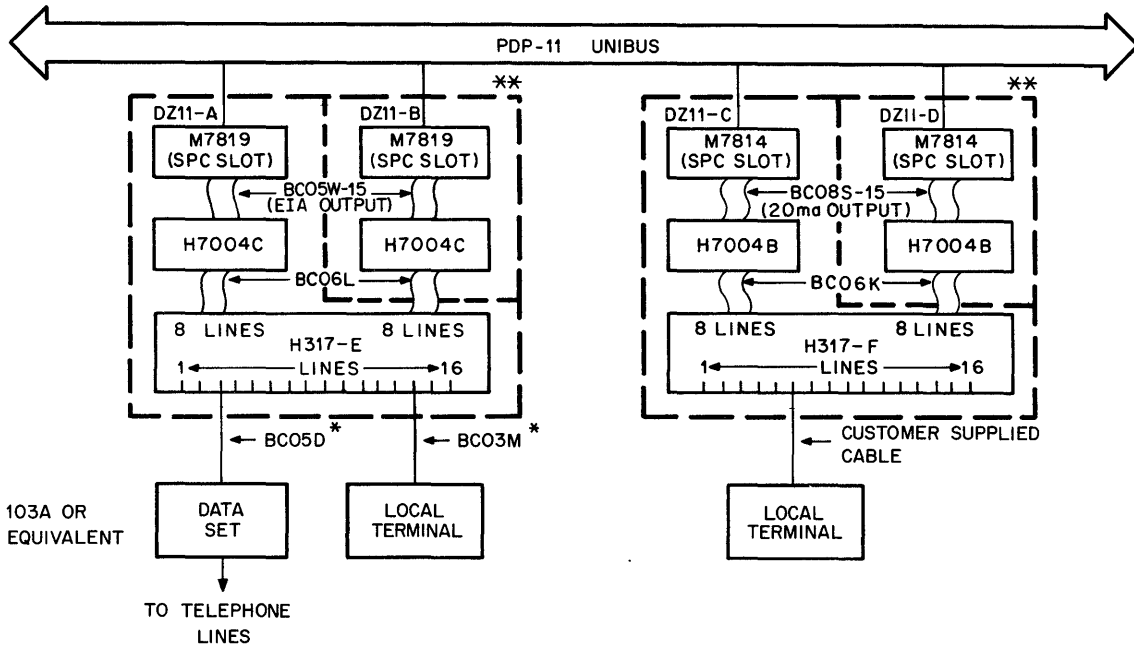 PDP-11 UNIBUS
**
**
DZ11-A
M7819
(SPC SLOT)
DZ11-B
M7819
(SPC SLOT)
BC05W-15
(EIA OUTPUT)
H7004C
H7004C
BC06L
8 LINES
8 LINES
H317-E
1 LINES 16
BC05D *
BC03M *
103A OR
EQUIVALENT
DATA
SET
LOCAL
TERMINAL
TO TELEPHONE
LINES
DZ11-C
M7814
(SPC SLOT)
DZ11-D
M7814
(SPC SLOT)
BC08S-15
(20ma OUTPUT)
H7004B
H7004B
BC06K
8 LINES
8 LINES
H317-F
1 LINES 16
CUSTOMER SUPPLIED
CABLE
LOCAL
TERMINAL